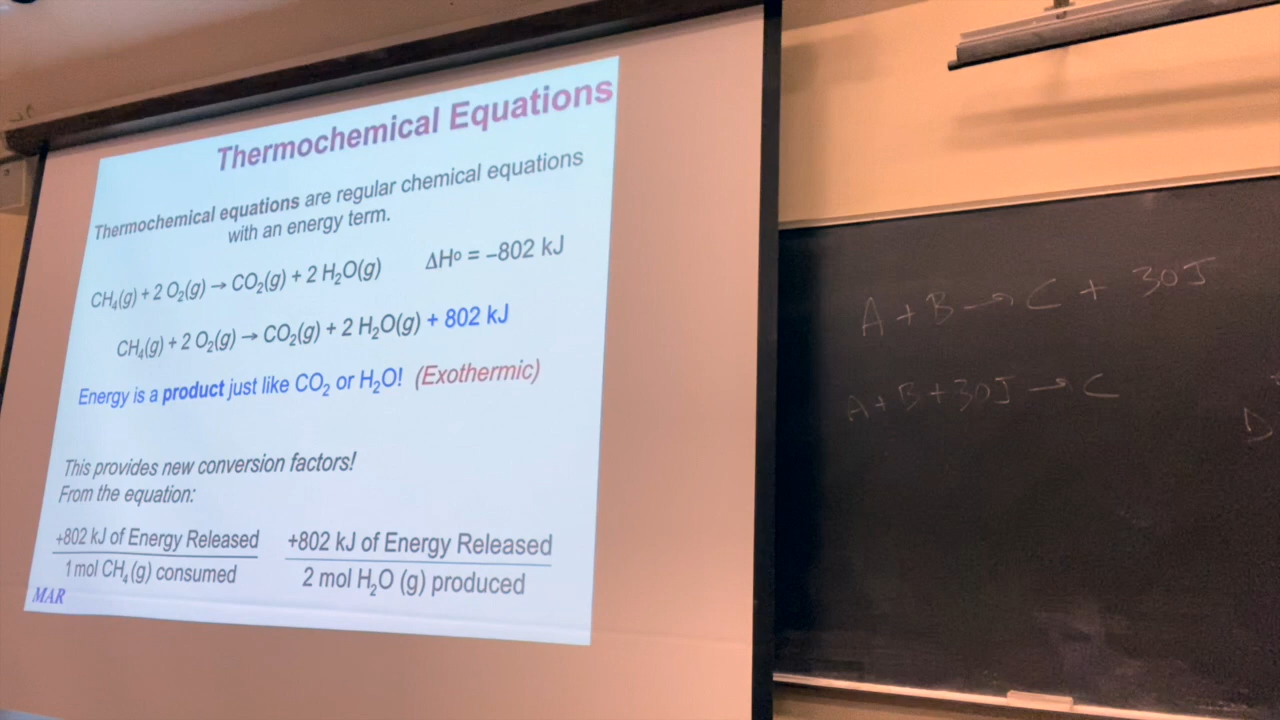 Thermochemical Equations
Thermochemical equations are regular chemical equations
with an energy term.
CH₄(g) + 2 O₂(g) → CO₂(g) + 2 H₂O(g) ΔHº = –802 kJ
CH₄(g) + 2 O₂(g) → CO₂(g) + 2 H₂O(g) + 802 kJ
Energy is a product just like CO₂ or H₂O! (Exothermic)
This provides new conversion factors!
From the equation:
+802 kJ of Energy Released
1 mol CH₄(g) consumed
+802 kJ of Energy Released
2 mol H₂O (g) produced
MAR
A + B → C + 30J
A + B + 30J → C
D